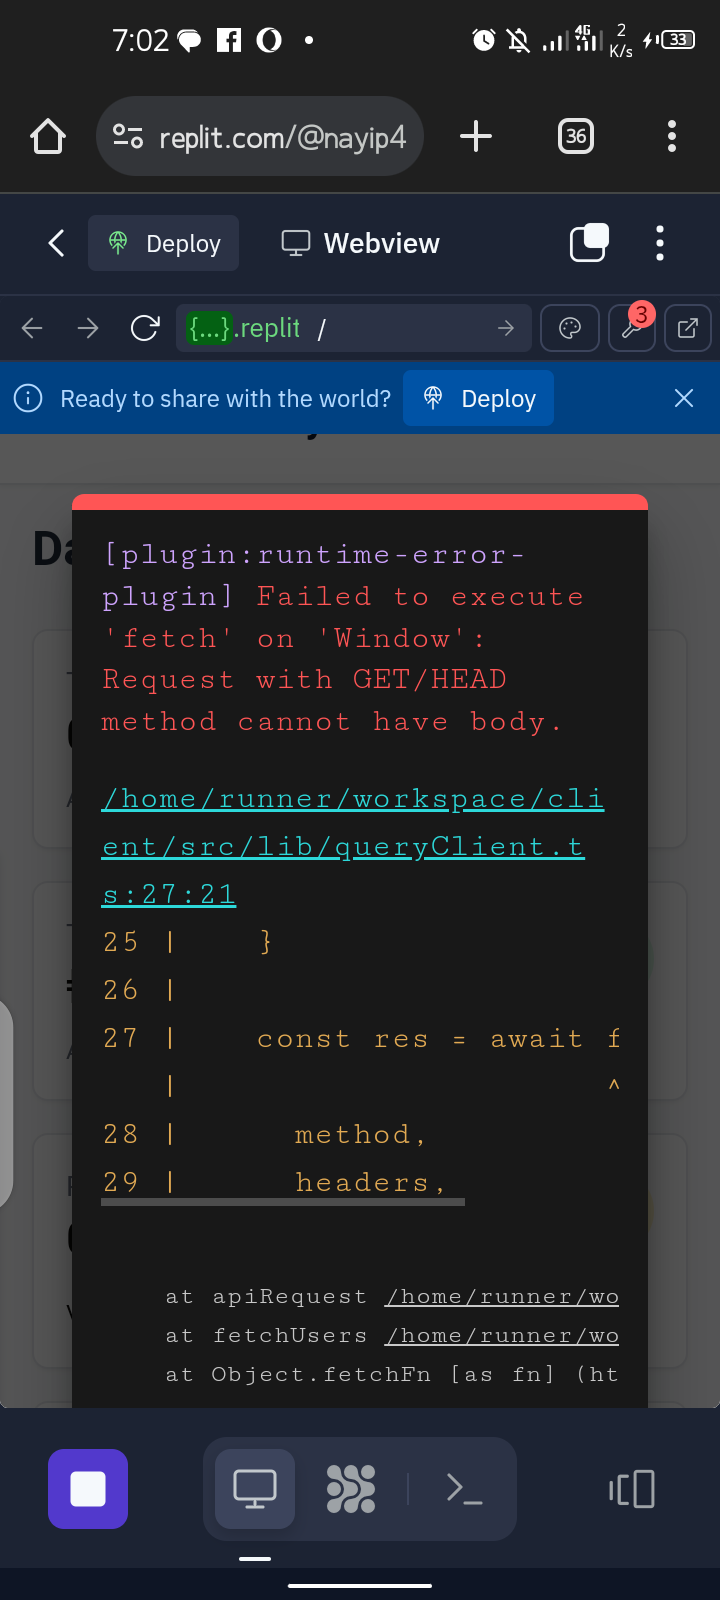 7:02
4G
2
K/s
33
replit.com/@nayip4
36
Deploy
Webview
{...}.replit /
3
Ready to share with the world?
Deploy
Da
[plugin:runtime-error-
plugin] Failed to execute
'fetch' on 'Window':
Request with GET/HEAD
method cannot have body.
/home/runner/workspace/cli
ent/src/lib/queryClient.t
s:27:21
25 | }
26 |
27 | const res = await f
| ^
28 | method,
29 | headers,
at apiRequest /home/runner/wo
at fetchUsers /home/runner/wo
at Object.fetchFn [as fn] (ht